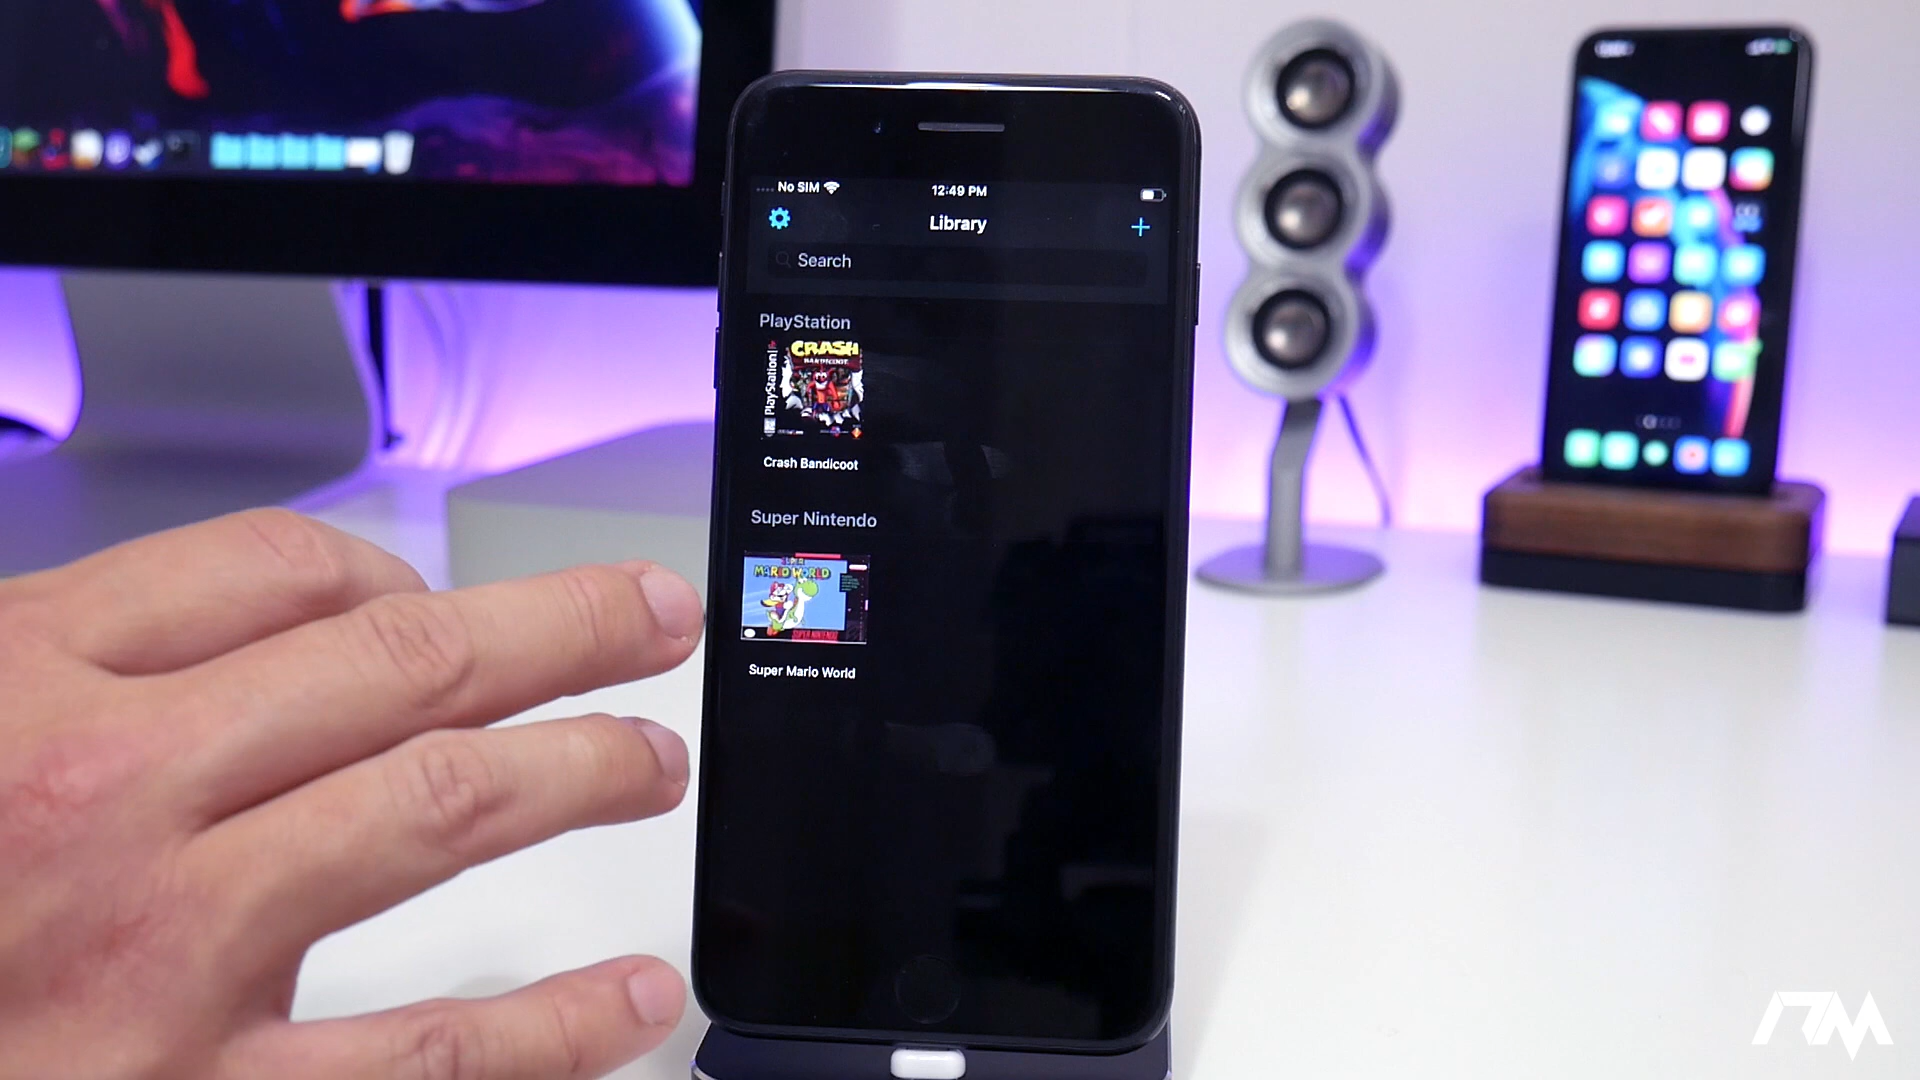 No SIM
12:49 PM
Library
+
Search
PlayStation
CRASH
BANDICOOT
PlayStation
Crash Bandicoot
Super Nintendo
SUPER
MARIO WORLD
SUPER NINTENDO
Super Mario World